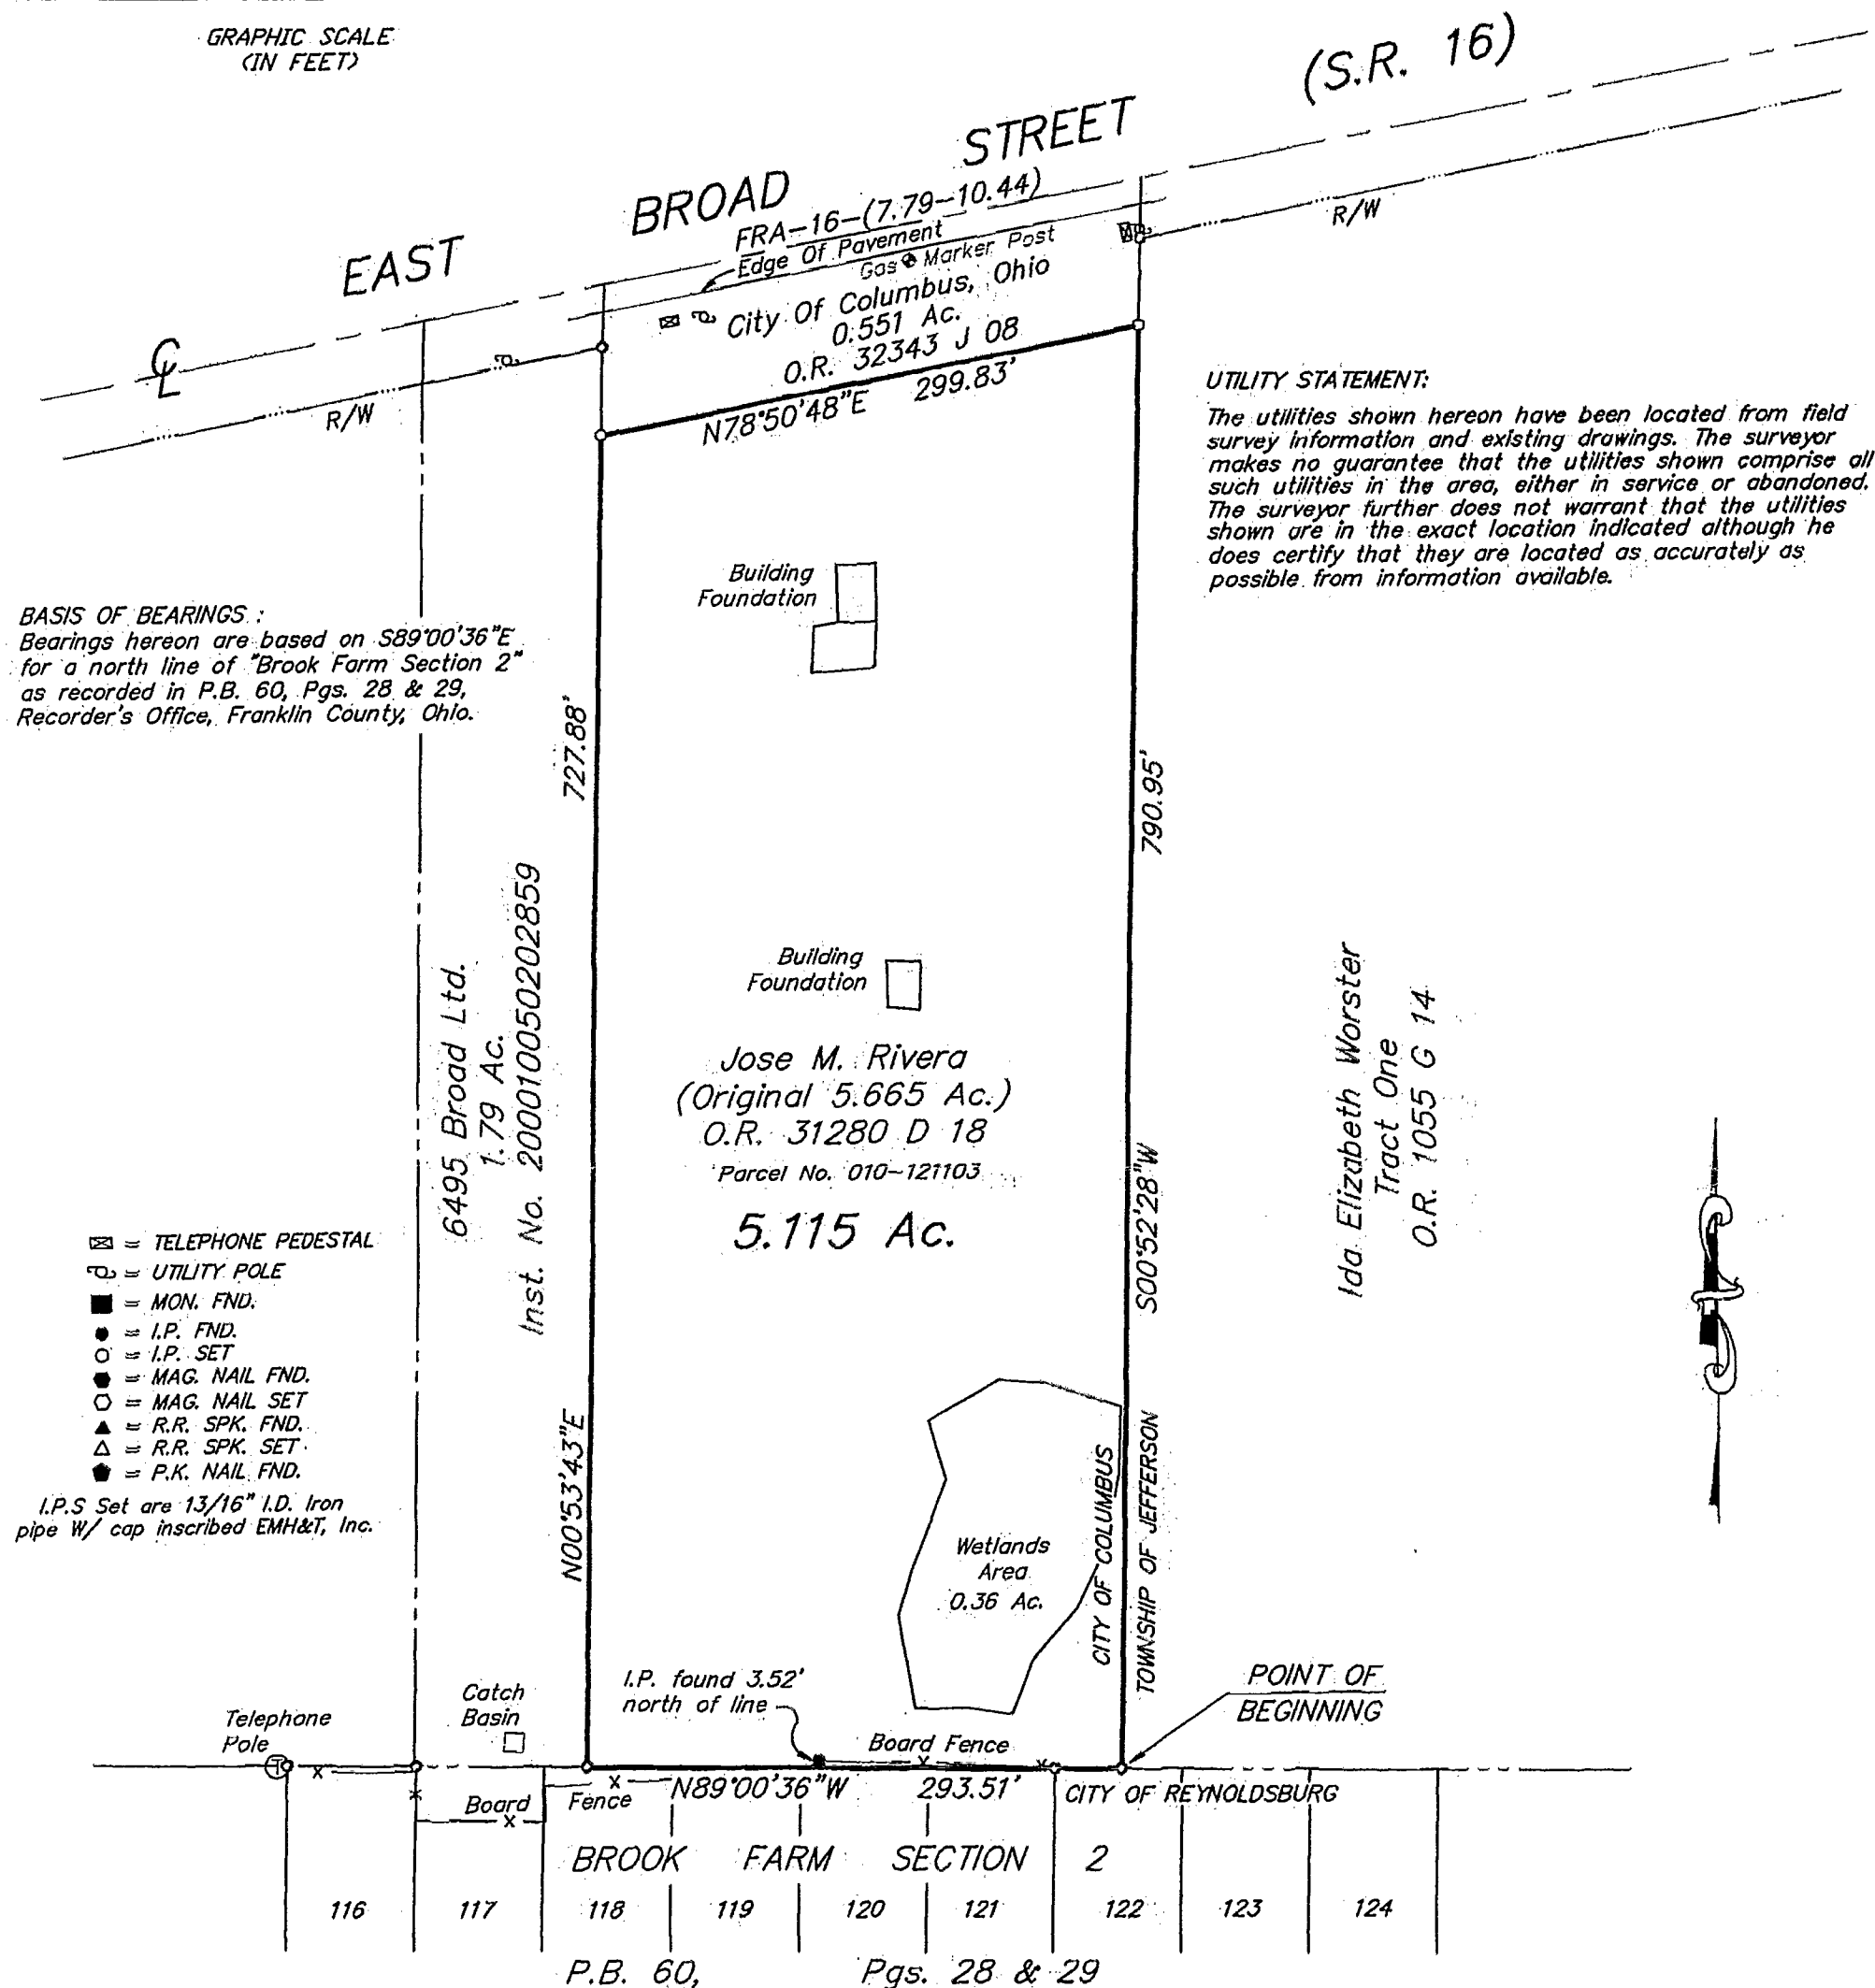 GRAPHIC SCALE
(IN FEET)
(S.R. 16)
EAST BROAD STREET
FRA-16-(7.79-10.44)
Edge Of Pavement
Gas Marker Post
City Of Columbus, Ohio
0.551 Ac.
O.R. 32343 J 08
N78°50'48"E 299.83'
R/W
R/W
CL
UTILITY STATEMENT:
The utilities shown hereon have been located from field
survey information and existing drawings. The surveyor
makes no guarantee that the utilities shown comprise all
such utilities in the area, either in service or abandoned.
The surveyor further does not warrant that the utilities
shown are in the exact location indicated although he
does certify that they are located as accurately as
possible from information available.
BASIS OF BEARINGS :
Bearings hereon are based on S89°00'36"E
for a north line of "Brook Farm Section 2"
as recorded in P.B. 60, Pgs. 28 & 29,
Recorder's Office, Franklin County, Ohio.
Building
Foundation
727.88'
790.95'
6495 Broad Ltd.
1.79 Ac.
Inst. No. 200010050202859
Building
Foundation
Jose M. Rivera
(Original 5.665 Ac.)
O.R. 31280 D 18
Parcel No. 010-121103
5.115 Ac.
S00°52'28"W
Ida Elizabeth Worster
Tract One
O.R. 1055 G 14
= TELEPHONE PEDESTAL
= UTILITY POLE
= MON. FND.
= I.P. FND.
= I.P. SET
= MAG. NAIL FND.
= MAG. NAIL SET
= R.R. SPK. FND.
= R.R. SPK. SET
= P.K. NAIL FND.
I.P.S Set are 13/16" I.D. Iron
pipe W/ cap inscribed EMH&T, Inc.
N00°53'43"E
Wetlands
Area
0.36 Ac.
CITY OF COLUMBUS
TOWNSHIP OF JEFFERSON
I.P. found 3.52'
north of line
POINT OF
BEGINNING
Telephone
Pole
T
Catch
Basin
Board Fence
Board Fence
N89°00'36"W 293.51'
CITY OF REYNOLDSBURG
BROOK FARM SECTION 2
116 117 118 119 120 121 122 123 124
P.B. 60, Pgs. 28 & 29